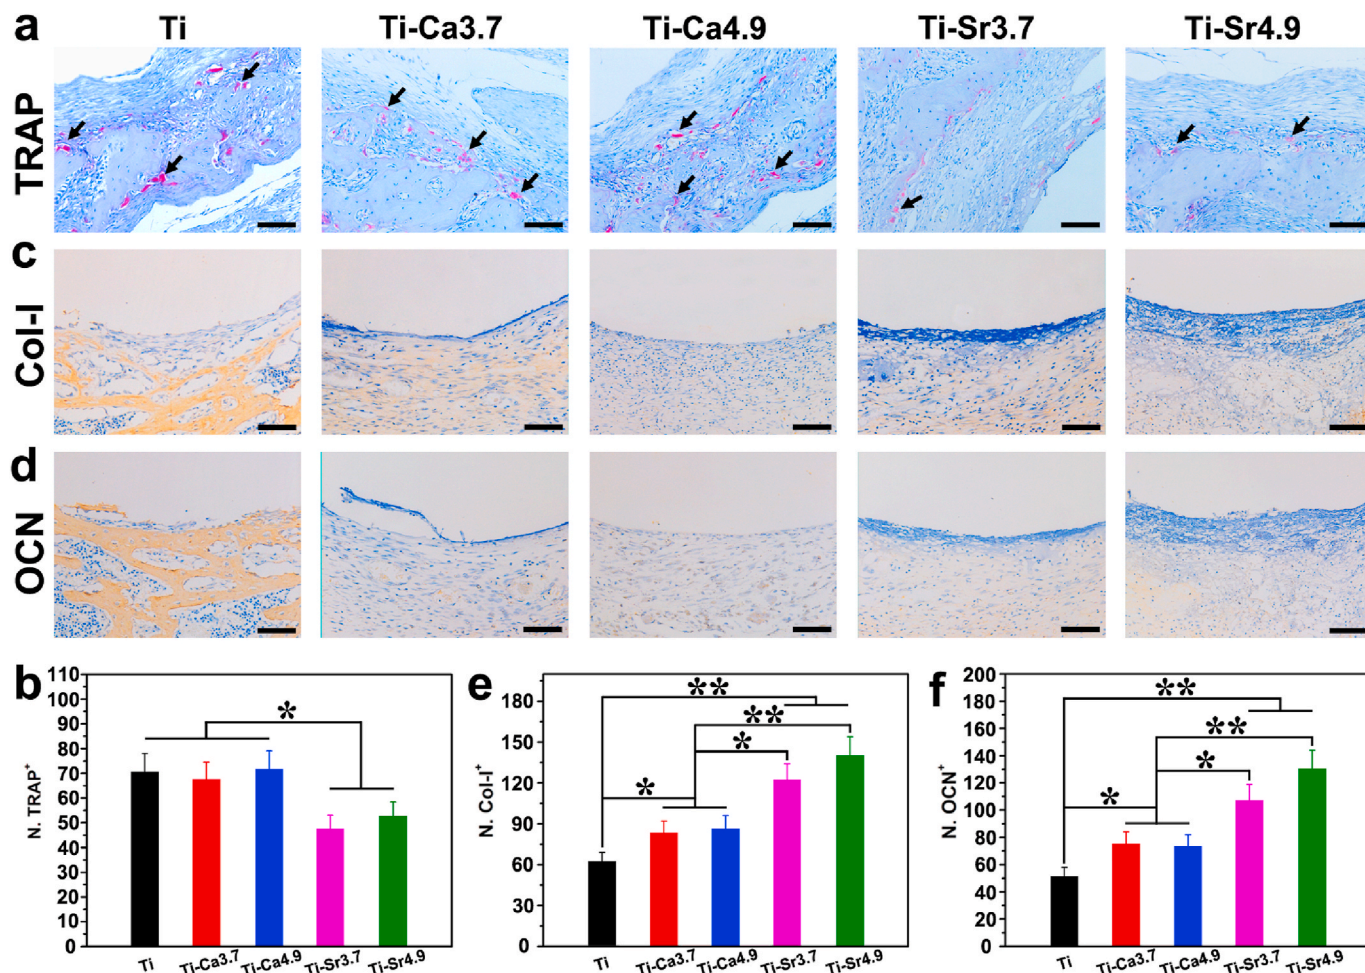 a Ti Ti-Ca3.7 Ti-Ca4.9 Ti-Sr3.7 Ti-Sr4.9
TRAP
c
Col-I
d
OCN
b
N. TRAP⁺
110
100
90
80
70
60
50
40
30
20
10
0
*
Ti Ti-Ca3.7 Ti-Ca4.9 Ti-Sr3.7 Ti-Sr4.9
e
N. Col-I⁺
180
150
120
90
60
30
0
**
**
*
*
Ti Ti-Ca3.7 Ti-Ca4.9 Ti-Sr3.7 Ti-Sr4.9
f
N. OCN⁺
200
180
160
140
120
100
80
60
40
20
0
**
**
*
*
Ti Ti-Ca3.7 Ti-Ca4.9 Ti-Sr3.7 Ti-Sr4.9